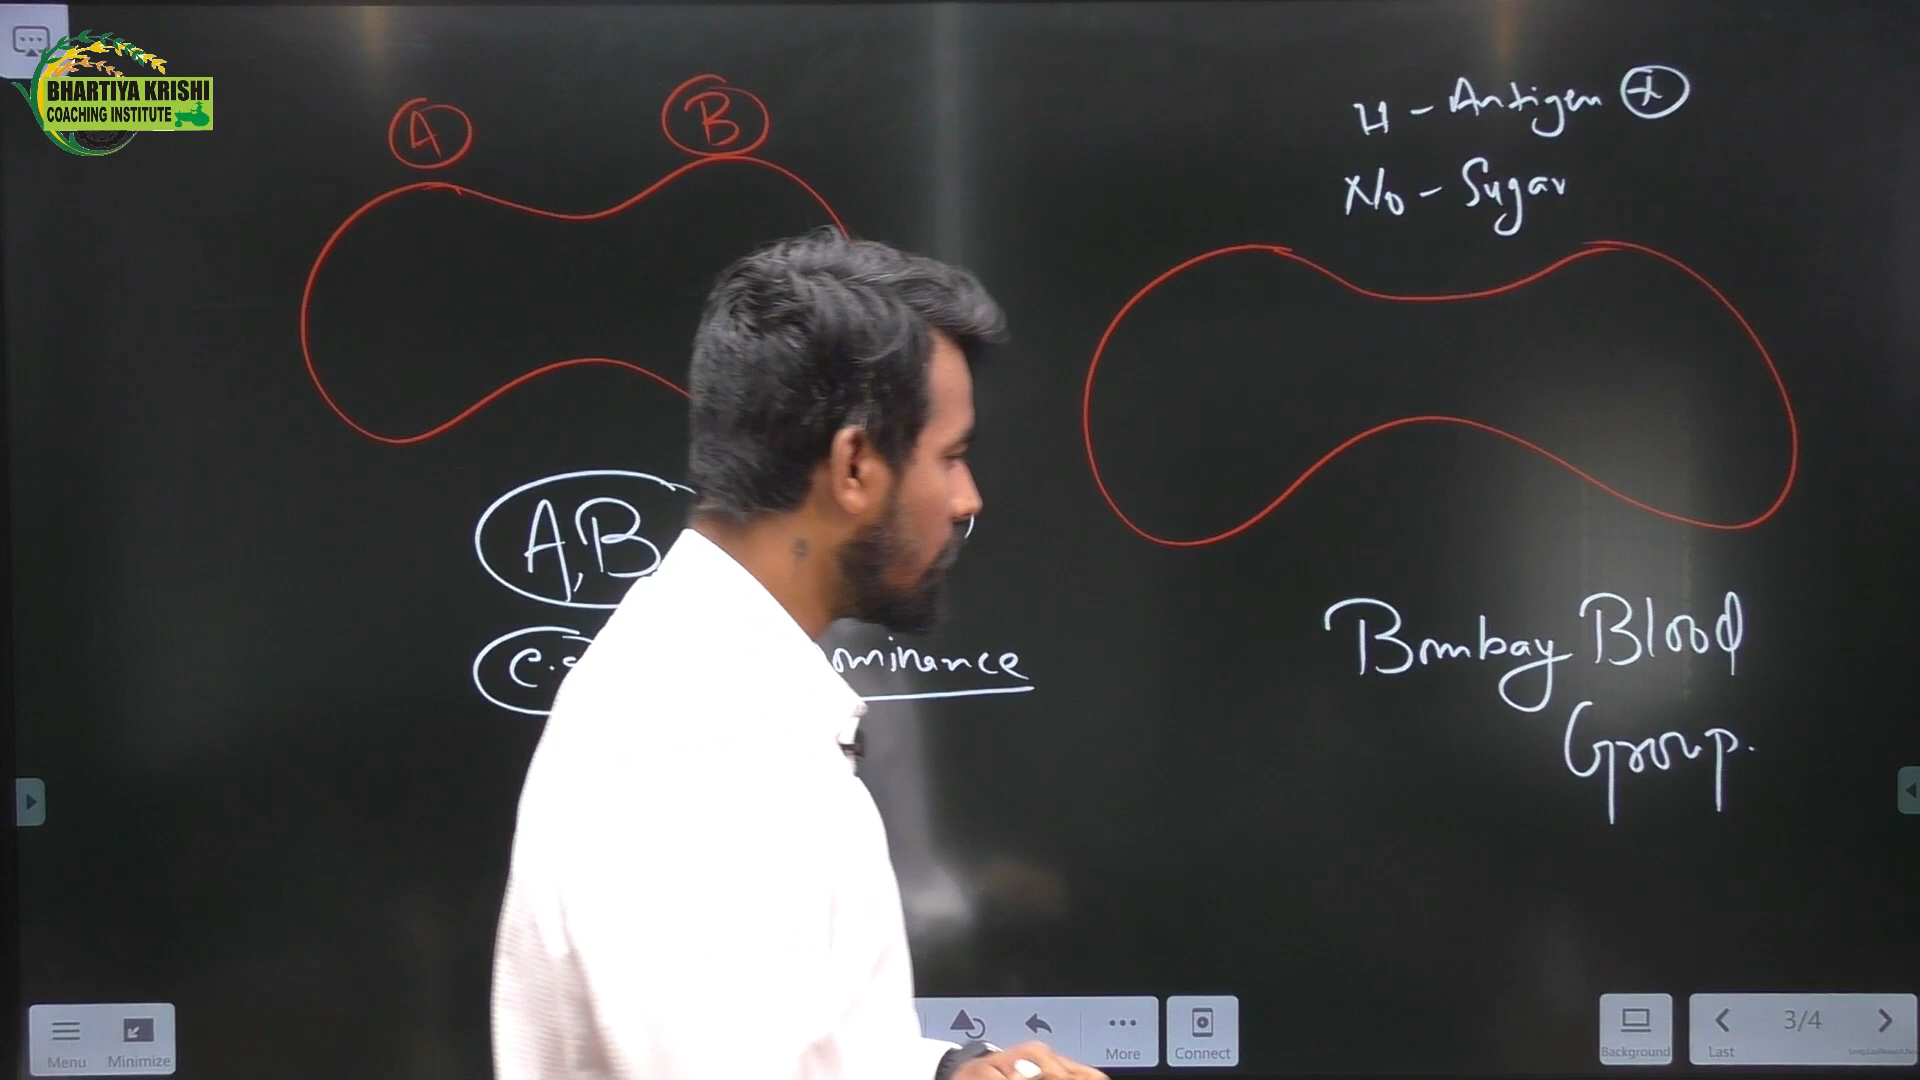 BHARTIYA KRISHI
COACHING INSTITUTE
A
B
H - Antigen
No - Sugar
A,B
ominance
Bombay Blood
Group.
Menu
Minimize
More
Connect
Background
Last
3/4